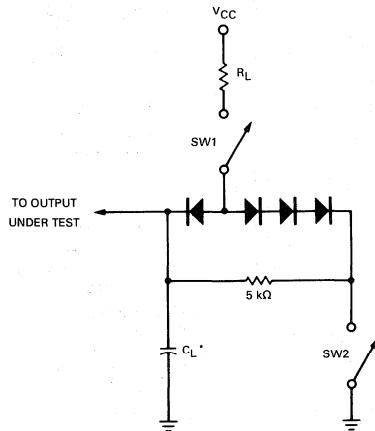 VCC
RL
SW1
TO OUTPUT
UNDER TEST
5 kΩ
CL*
SW2